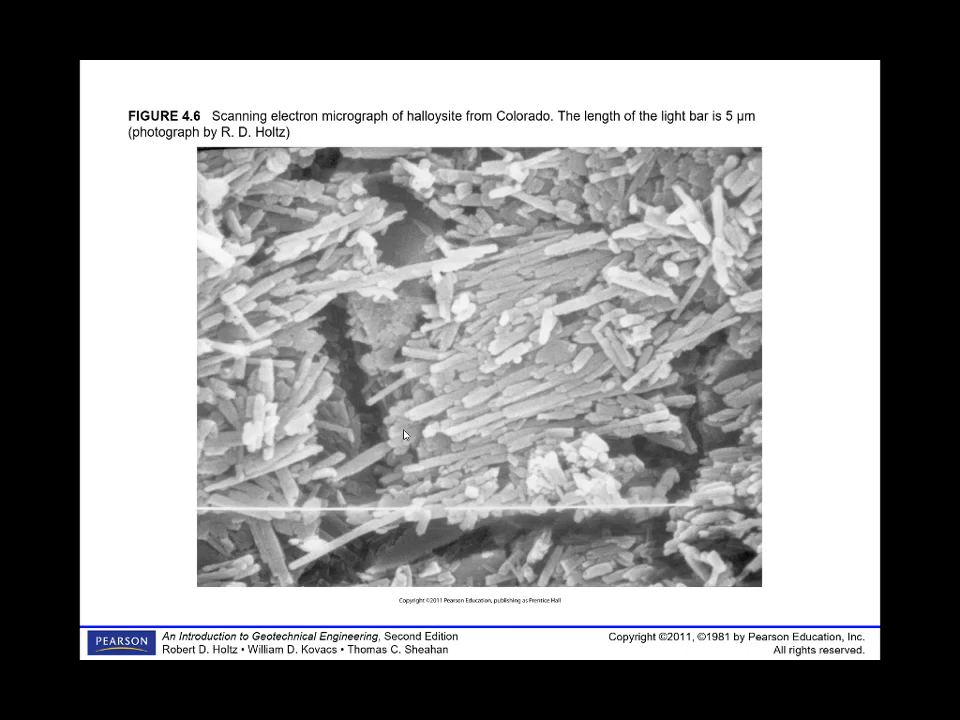 FIGURE 4.6 Scanning electron micrograph of halloysite from Colorado. The length of the light bar is 5 µm
(photograph by R. D. Holtz)
Copyright ©2011 Pearson Education, publishing as Prentice Hall
PEARSON
An Introduction to Geotechnical Engineering, Second Edition
Robert D. Holtz • William D. Kovacs • Thomas C. Sheahan
Copyright ©2011, ©1981 by Pearson Education, Inc.
All rights reserved.